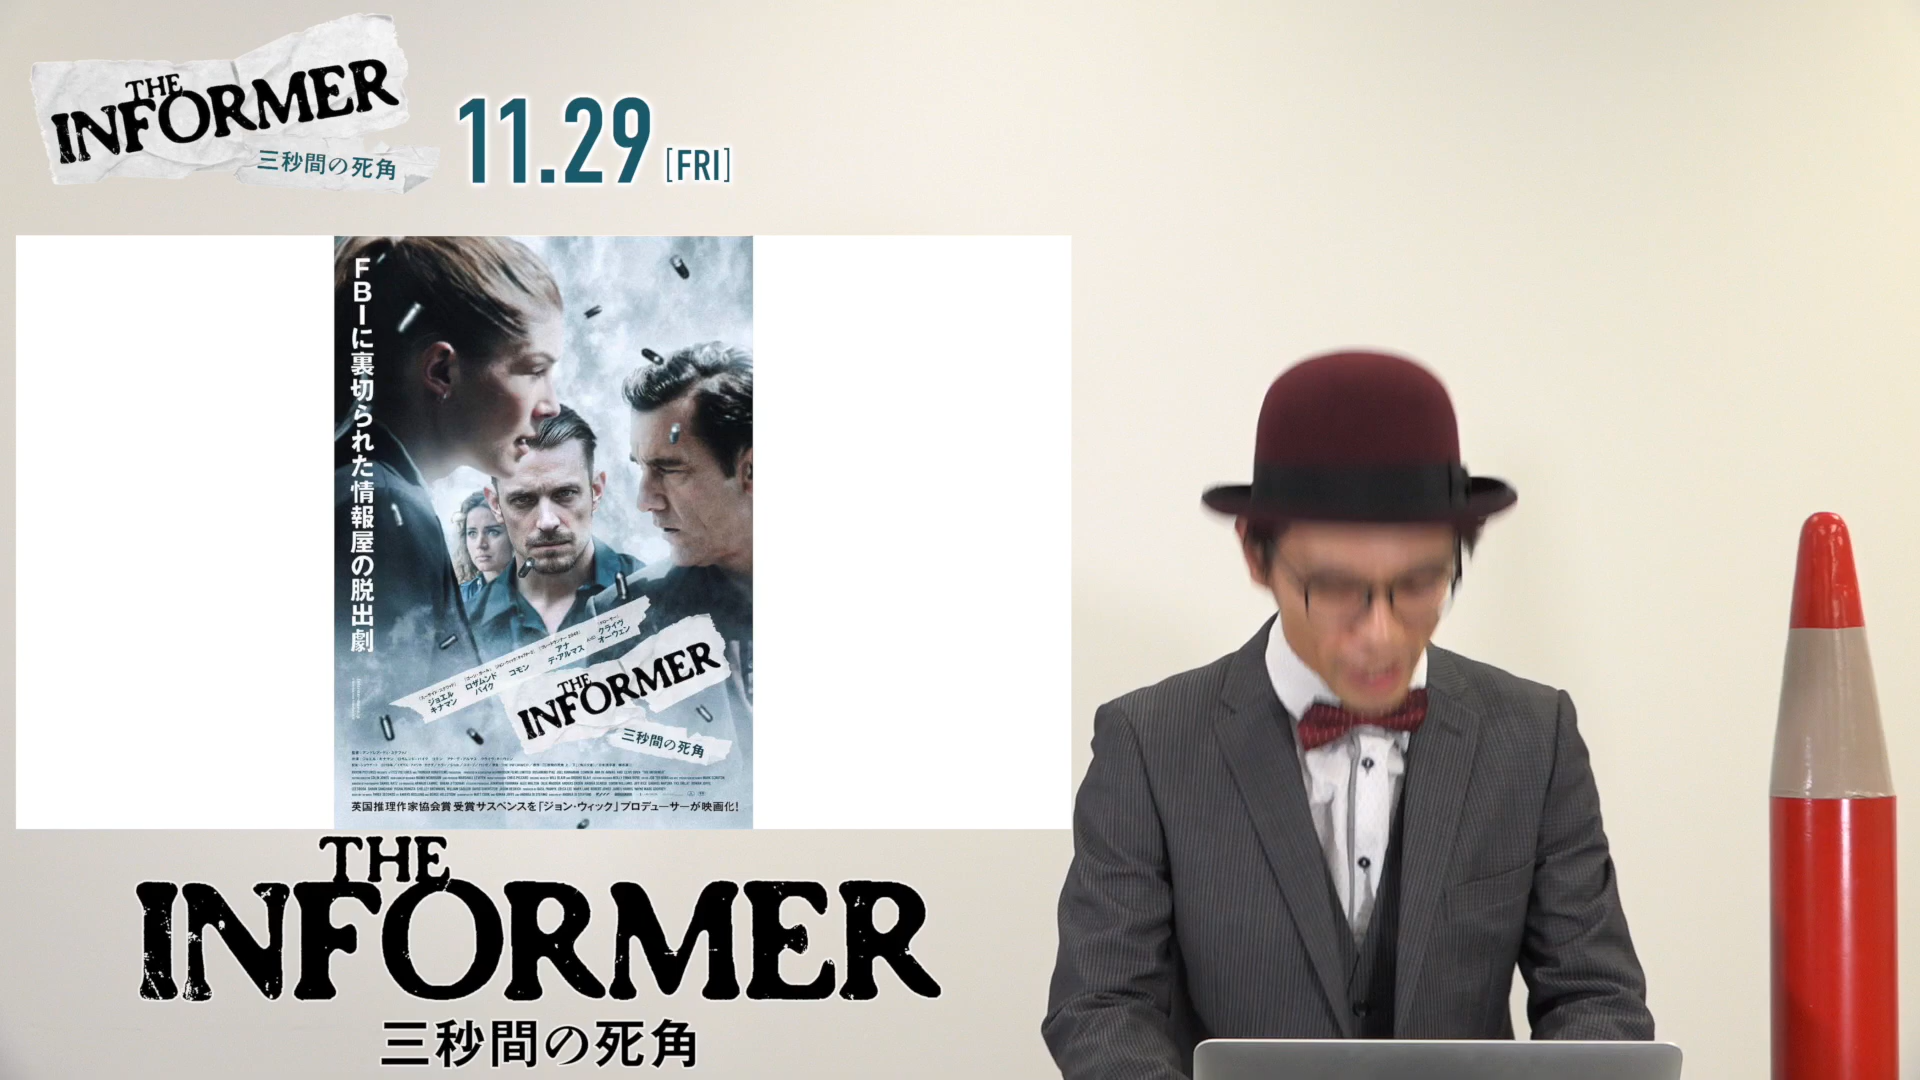 THE
INFORMER
三秒間の死角
11.29 [FRI]
FBIに裏切られた情報屋の脱出劇
ジョエル
キナマン
ロザムンド
パイク
コモン
アナ
デ・アルマス
クライヴ
オーウェン
THE
INFORMER
三秒間の死角
英国推理作家協会賞 受賞サスペンスを「ジョン・ウィック」プロデューサーが映画化!
THE
INFORMER
三秒間の死角